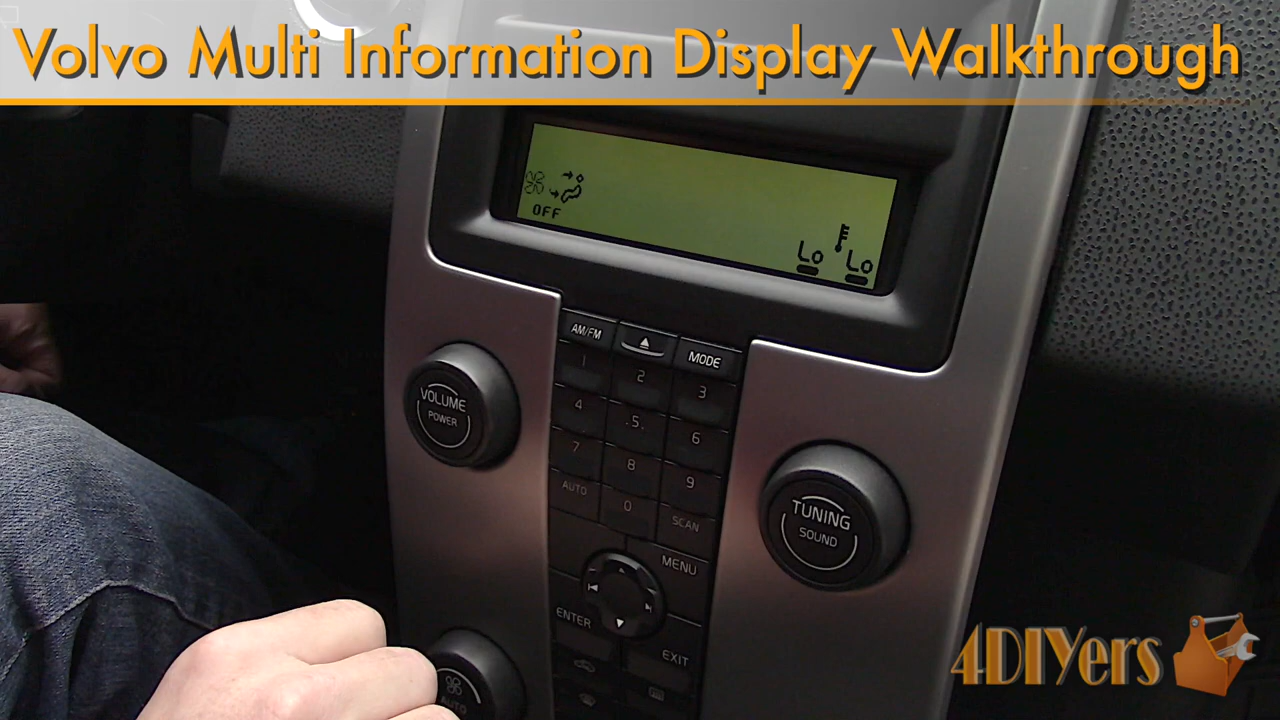 Volvo Multi Information Display Walkthrough
OFF
Lo
Lo
AM/FM
MODE
1
2
3
4
.5.
6
7
8
9
AUTO
0
SCAN
VOLUME
POWER
TUNING
SOUND
MENU
ENTER
EXIT
AUTO
4DIYers